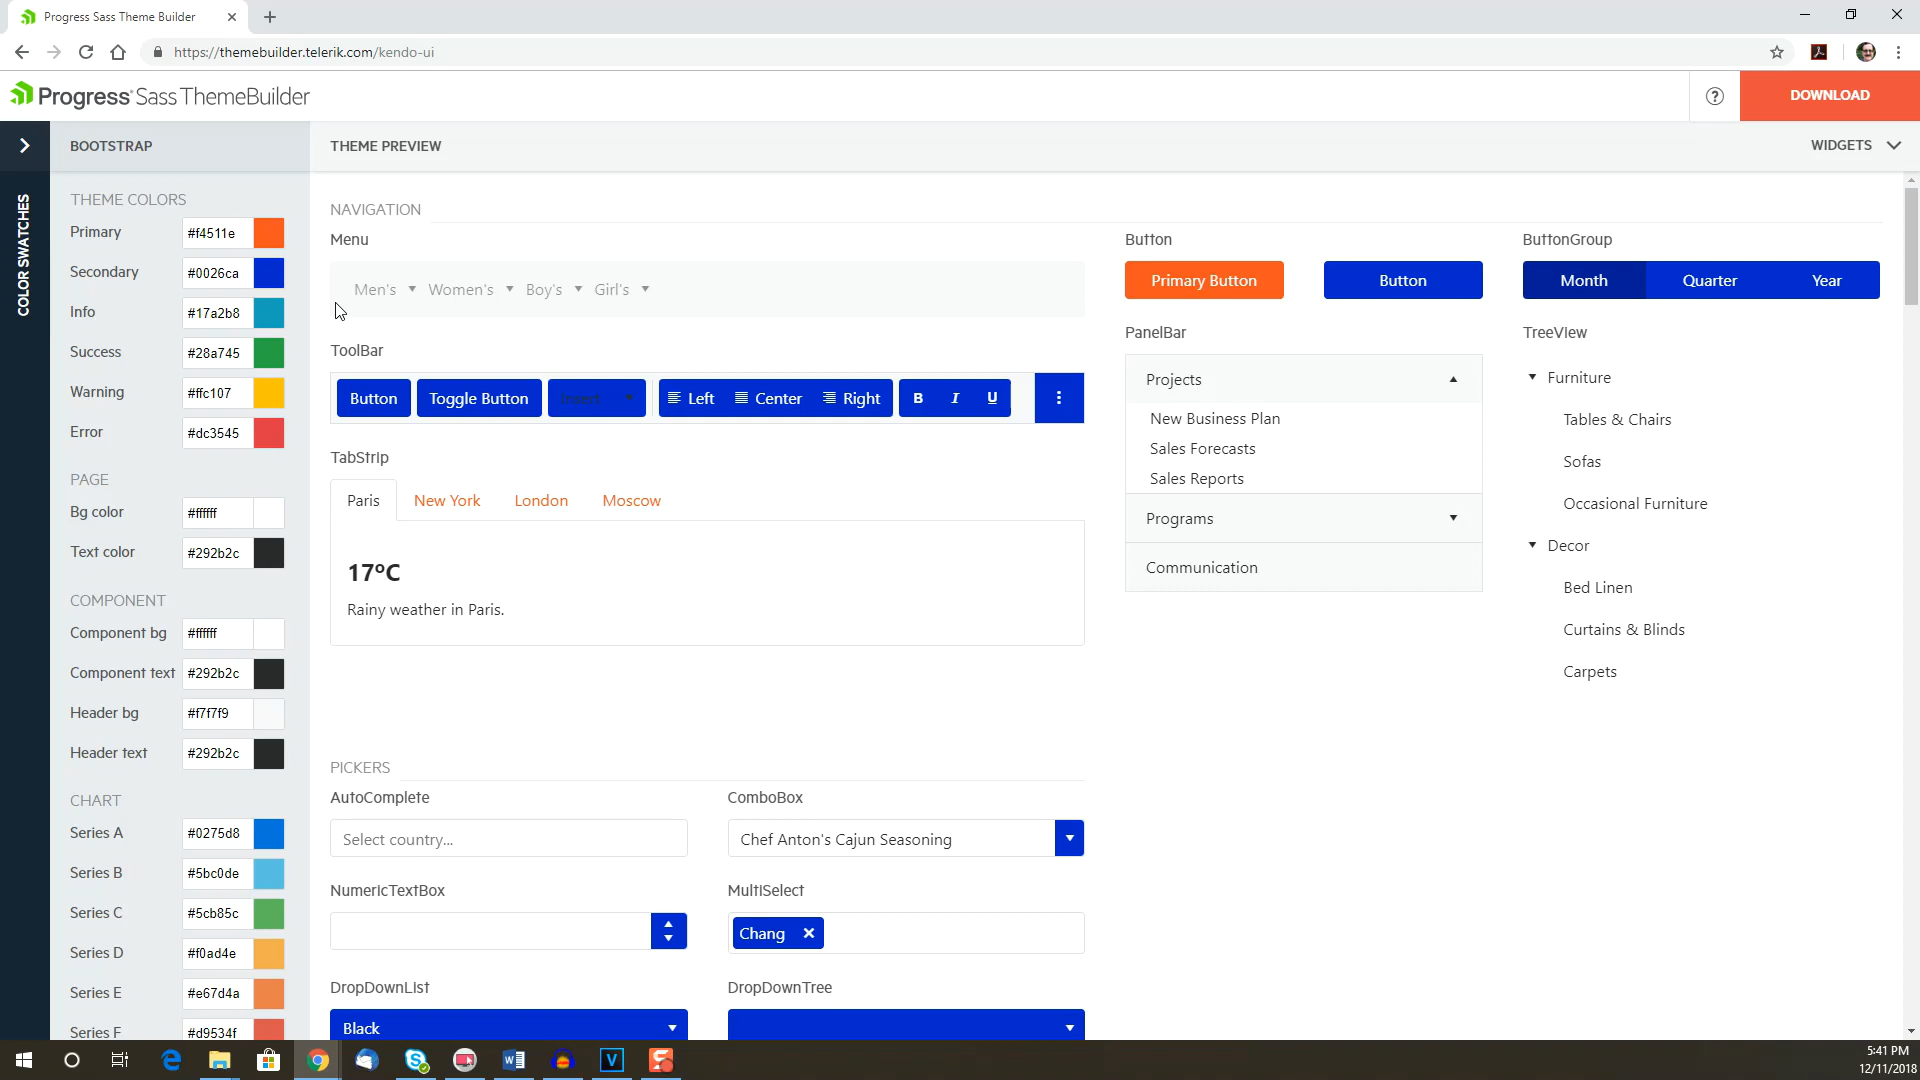 Progress Sass Theme Builder
https://themebuilder.telerik.com/kendo-ui
Progress Sass ThemeBuilder
DOWNLOAD
BOOTSTRAP
THEME PREVIEW
WIDGETS
COLOR SWATCHES
THEME COLORS
Primary #f4511e
Secondary #0026ca
Info #17a2b8
Success #28a745
Warning #ffc107
Error #dc3545
PAGE
Bg color #ffffff
Text color #292b2c
COMPONENT
Component bg #ffffff
Component text #292b2c
Header bg #f7f7f9
Header text #292b2c
CHART
Series A #0275d8
Series B #5bc0de
Series C #5cb85c
Series D #f0ad4e
Series E #e67d4a
Series F #d9534f
NAVIGATION
Menu
Men's Women's Boy's Girl's
ToolBar
Button Toggle Button Insert Left Center Right B I U
TabStrip
Paris New York London Moscow
17ºC
Rainy weather in Paris.
Button
Primary Button Button
ButtonGroup
Month Quarter Year
PanelBar
Projects
New Business Plan
Sales Forecasts
Sales Reports
Programs
Communication
TreeView
Furniture
Tables & Chairs
Sofas
Occasional Furniture
Decor
Bed Linen
Curtains & Blinds
Carpets
PICKERS
AutoComplete
Select country...
ComboBox
Chef Anton's Cajun Seasoning
NumericTextBox
MultiSelect
Chang
DropDownList
Black
DropDownTree
5:41 PM
12/11/2018